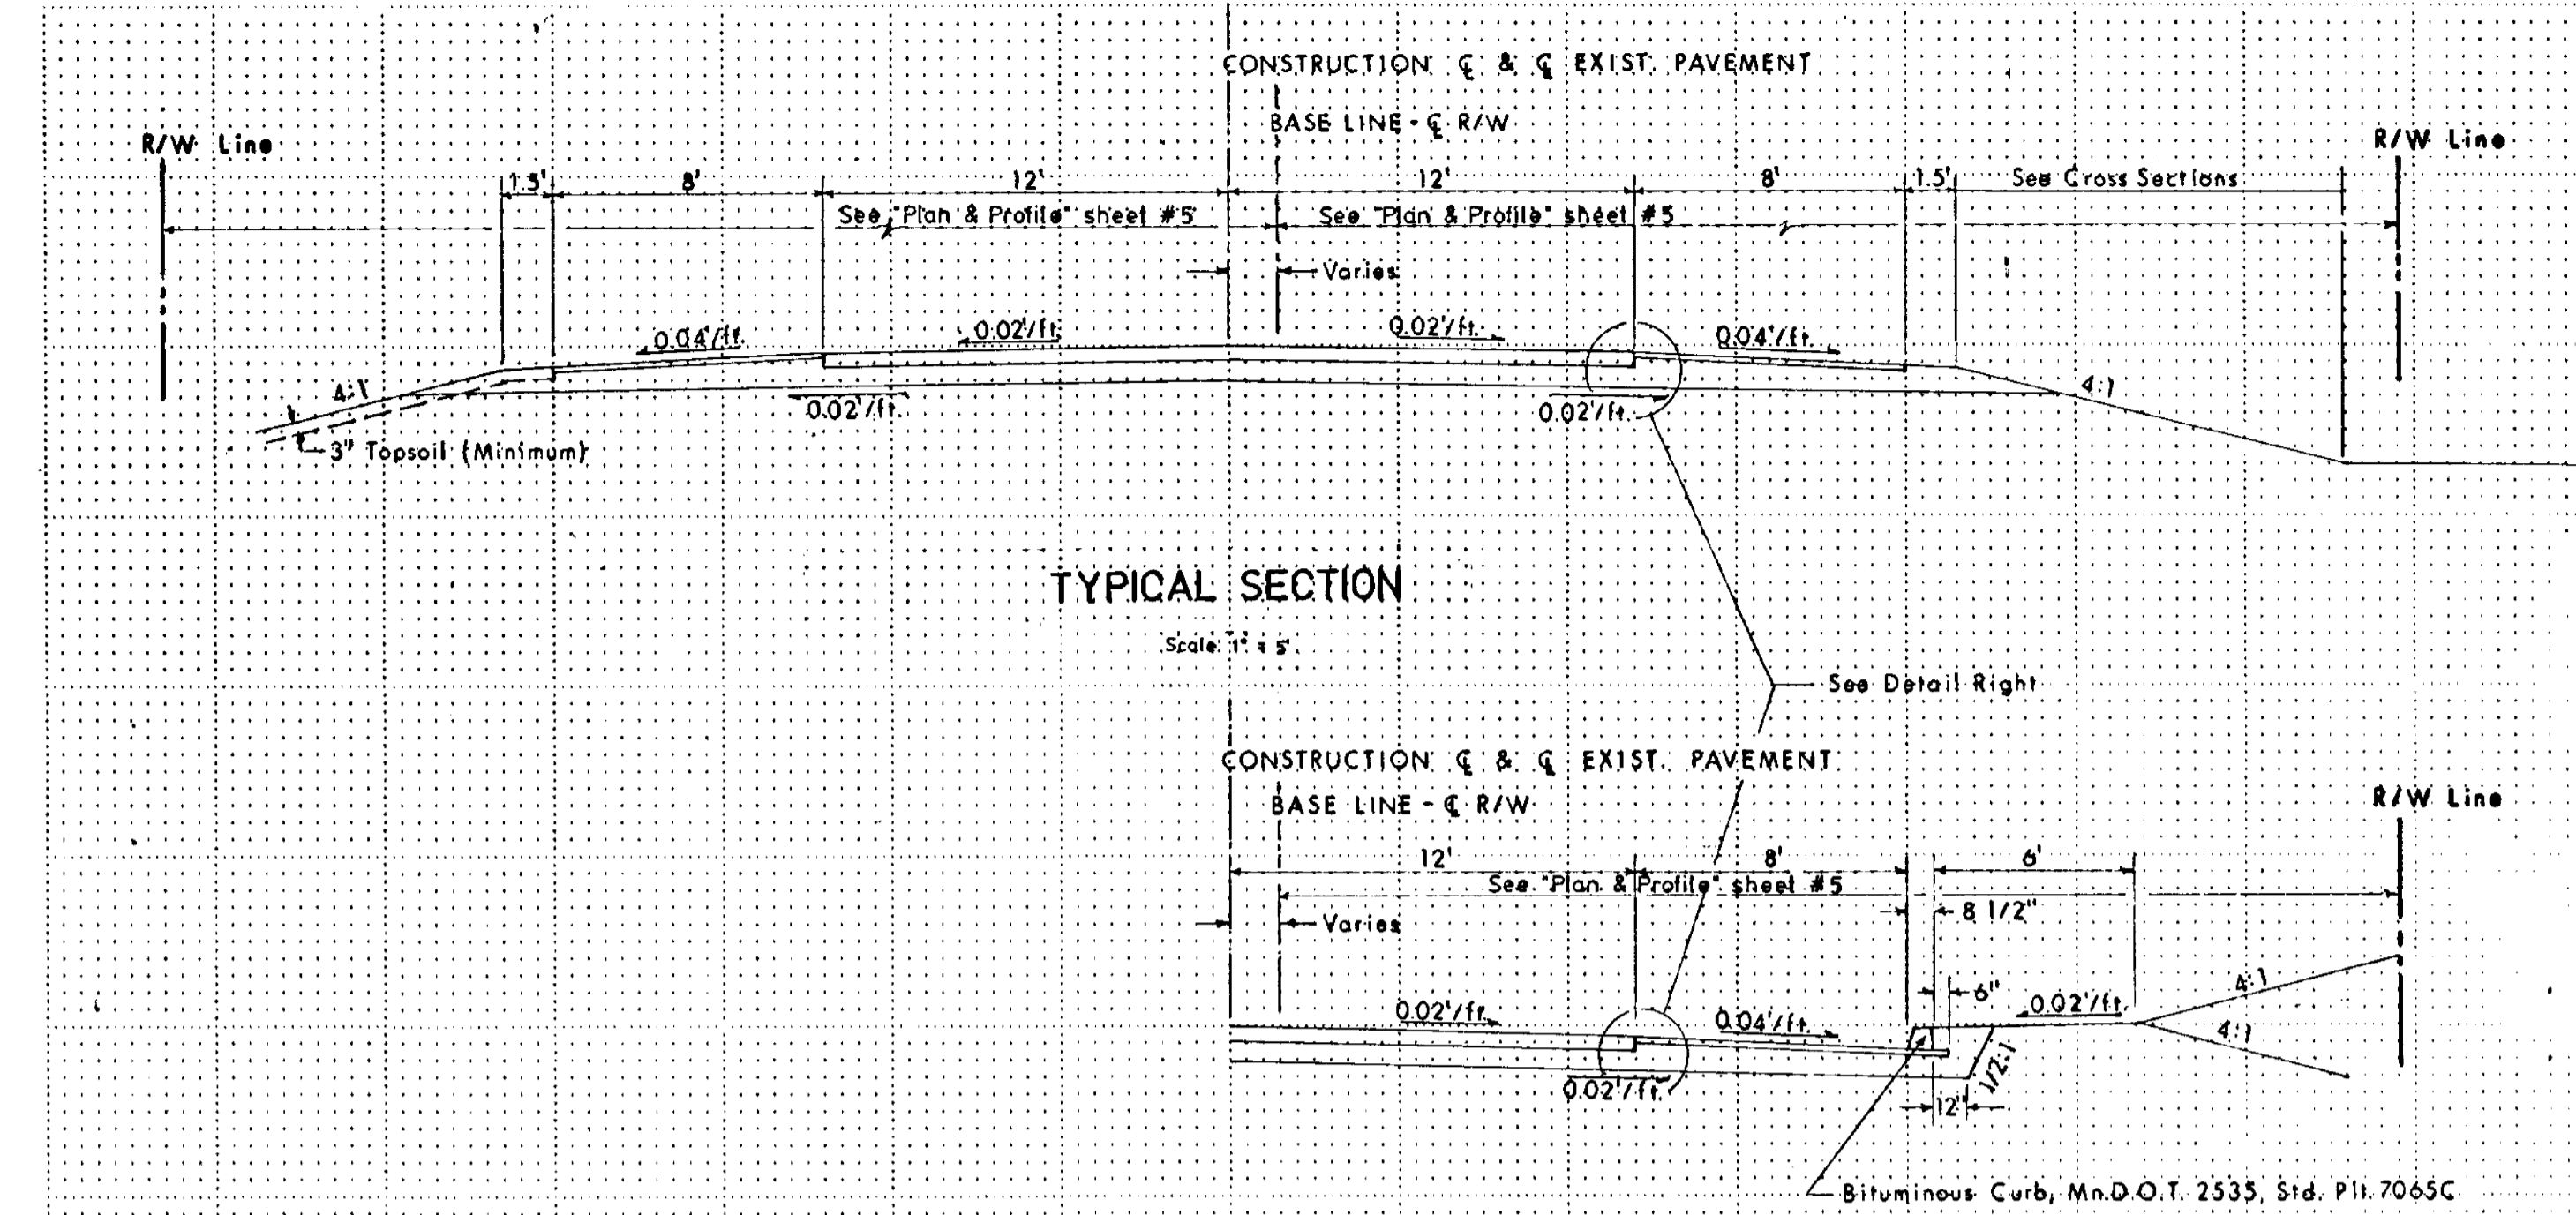 CONSTRUCTION ℄ & ℄ EXIST. PAVEMENT
BASE LINE - ℄ R/W
R/W Line
R/W Line
1.5'
8'
12'
12'
8'
1.5'
See Cross Sections
See "Plan & Profile" sheet #5
See "Plan & Profile" sheet #5
Varies
0.04'/ft.
0.02'/ft.
0.02'/ft.
0.04'/ft.
4:1
0.02'/ft.
0.02'/ft.
4:1
3" Topsoil (Minimum)
TYPICAL SECTION
Scale: 1" = 5'
See Detail Right
CONSTRUCTION ℄ & ℄ EXIST. PAVEMENT
BASE LINE - ℄ R/W
R/W Line
12'
8'
6'
See "Plan & Profile" sheet #5
8 1/2"
Varies
6"
4:1
0.02'/ft.
0.04'/ft.
0.02'/ft.
4:1
1/2:1
0.02'/ft.
12"
Bituminous Curb, Mn.D.O.T. 2535, Std. Plt. 7065C